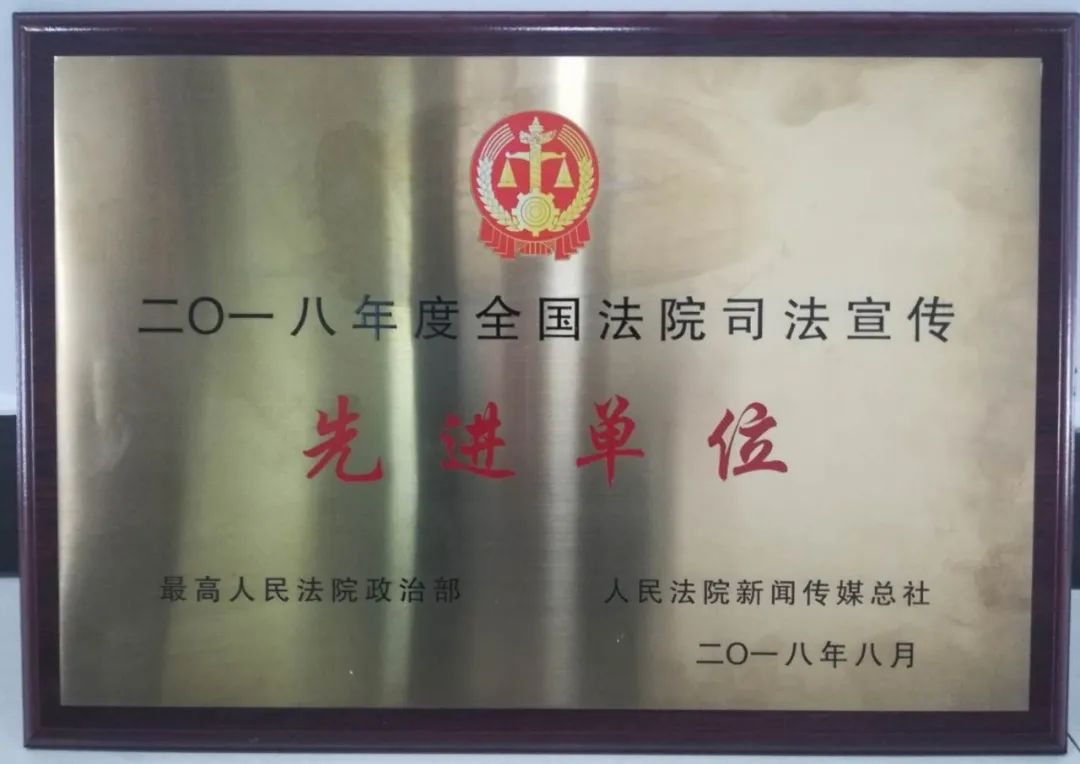 二〇一八年度全国法院司法宣传
先进单位
最高人民法院政治部 人民法院新闻传媒总社
二〇一八年八月